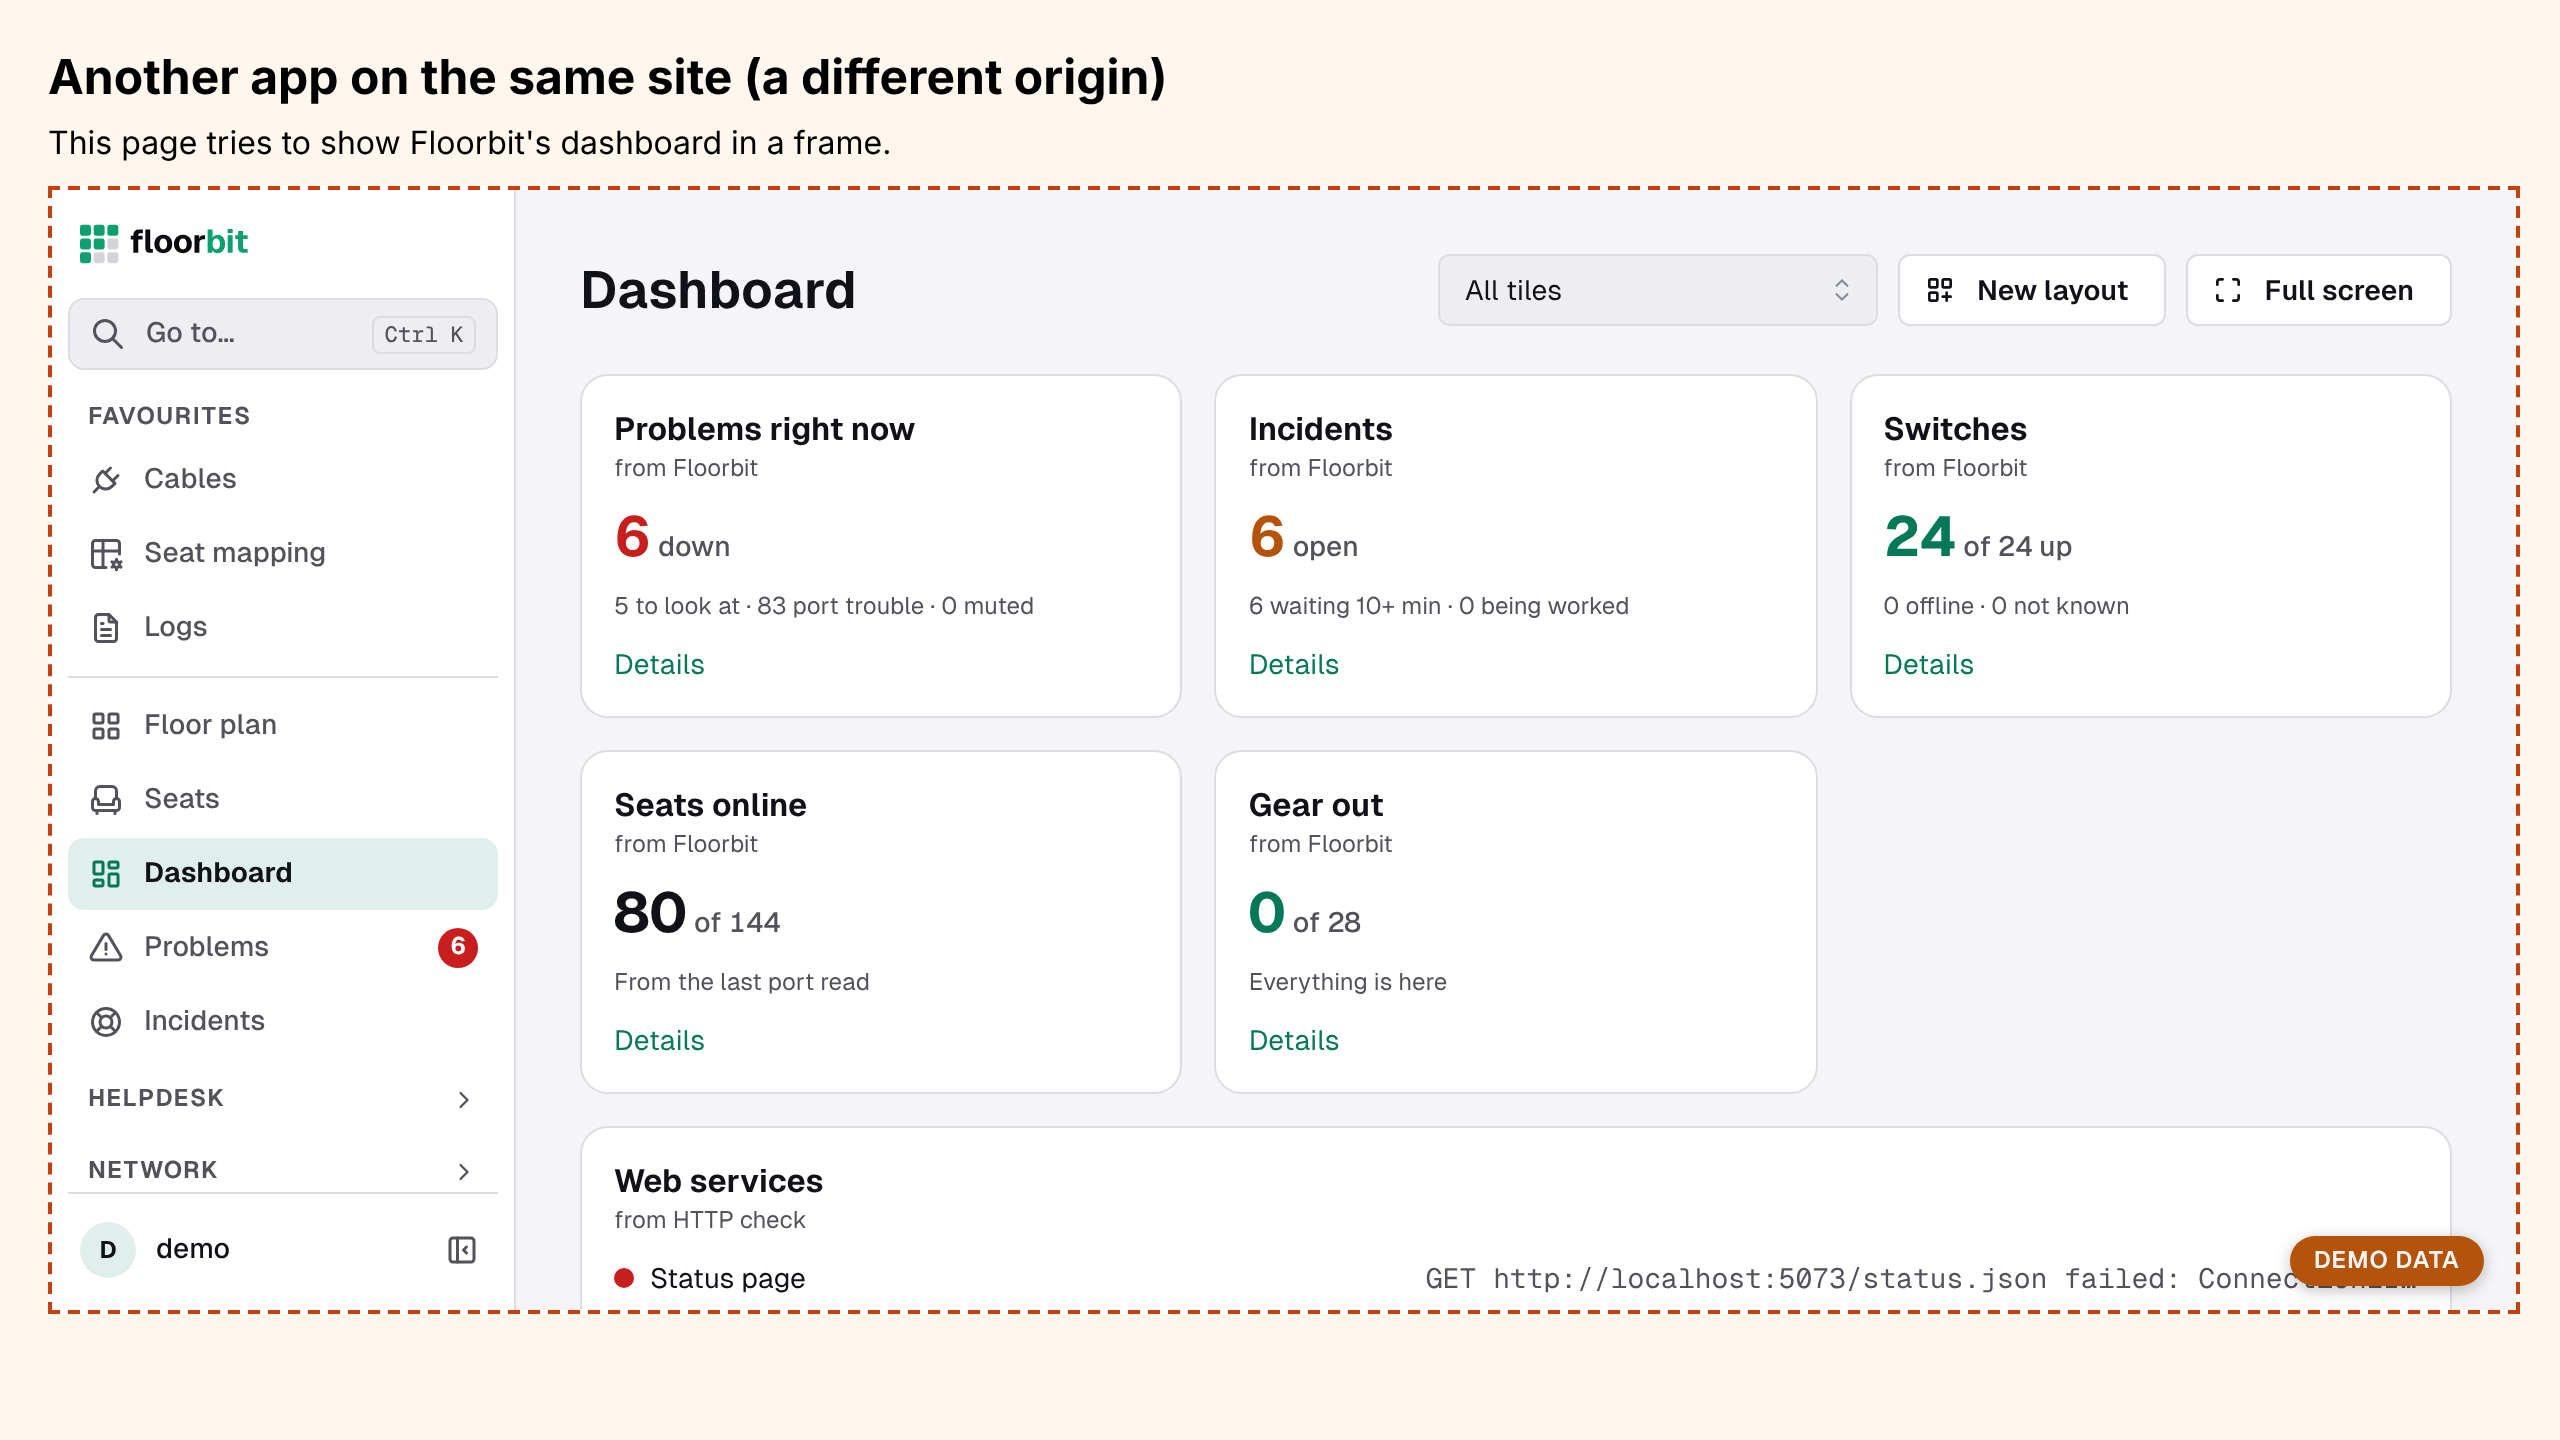 Another app on the same site (a different origin)
This page tries to show Floorbit's dashboard in a frame.
floorbit
Go to…
Ctrl K
FAVOURITES
Cables
Seat mapping
Logs
Floor plan
Seats
Dashboard
Problems
6
Incidents
HELPDESK
NETWORK
D
demo
Dashboard
All tiles
New layout
Full screen
Problems right now
from Floorbit
6 down
5 to look at · 83 port trouble · 0 muted
Details
Incidents
from Floorbit
6 open
6 waiting 10+ min · 0 being worked
Details
Switches
from Floorbit
24 of 24 up
0 offline · 0 not known
Details
Seats online
from Floorbit
80 of 144
From the last port read
Details
Gear out
from Floorbit
0 of 28
Everything is here
Details
Web services
from HTTP check
Status page
GET http://localhost:5073/status.json failed:
DEMO DATA